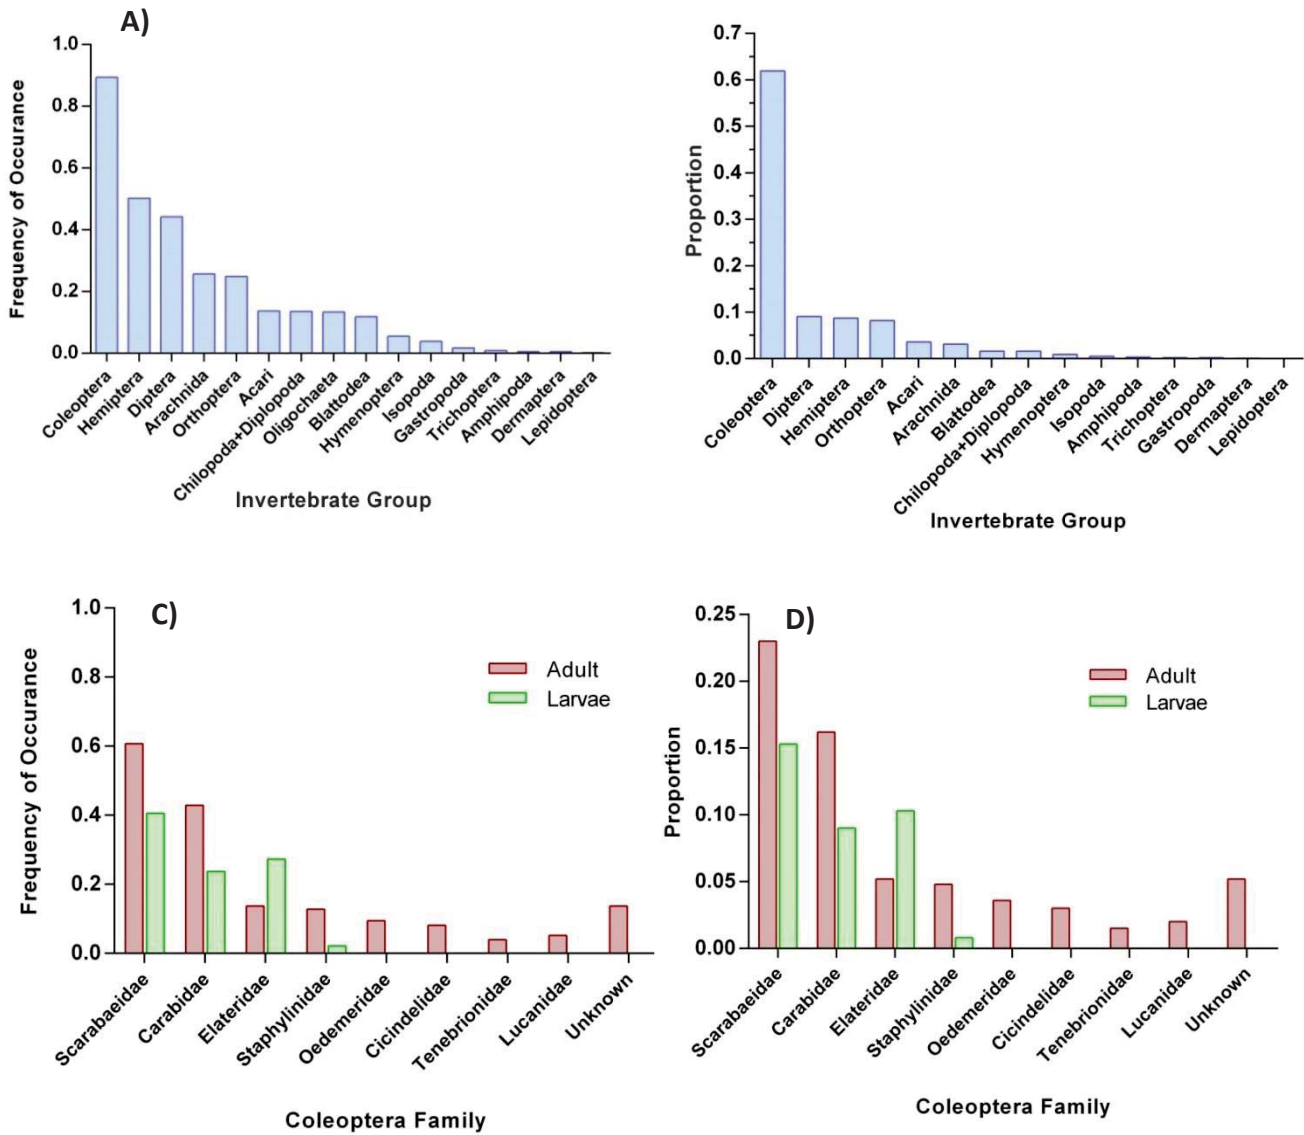 A)
Frequency of Occurance
1.0
0.8
0.6
0.4
0.2
0.0
Coleoptera
Hemiptera
Diptera
Arachnida
Orthoptera
Acari
Chilopoda+Diplopoda
Oligochaeta
Blattodea
Hymenoptera
Isopoda
Gastropoda
Trichoptera
Amphipoda
Dermaptera
Lepidoptera
Invertebrate Group
Proportion
0.7
0.6
0.5
0.4
0.3
0.2
0.1
0.0
Coleoptera
Diptera
Hemiptera
Orthoptera
Acari
Arachnida
Blattodea
Chilopoda+Diplopoda
Hymenoptera
Isopoda
Amphipoda
Trichoptera
Gastropoda
Dermaptera
Lepidoptera
Invertebrate Group
C)
Frequency of Occurance
1.0
0.8
0.6
0.4
0.2
0.0
Adult
Larvae
Scarabaeidae
Carabidae
Elateridae
Staphylinidae
Oedemeridae
Cicindelidae
Tenebrionidae
Lucanidae
Unknown
Coleoptera Family
D)
Proportion
0.25
0.20
0.15
0.10
0.05
0.00
Adult
Larvae
Scarabaeidae
Carabidae
Elateridae
Staphylinidae
Oedemeridae
Cicindelidae
Tenebrionidae
Lucanidae
Unknown
Coleoptera Family